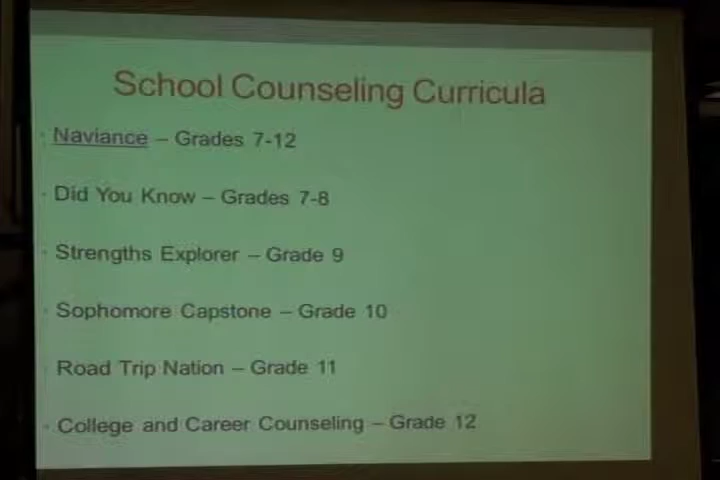 School Counseling Curricula
Naviance – Grades 7-12
Did You Know – Grades 7-8
Strengths Explorer – Grade 9
Sophomore Capstone – Grade 10
Road Trip Nation – Grade 11
College and Career Counseling – Grade 12